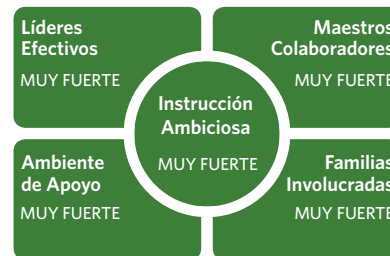 Líderes
Efectivos
MUY FUERTE
Maestros
Colaboradores
MUY FUERTE
Instrucción
Ambiciosa
MUY FUERTE
Ambiente
de Apoyo
MUY FUERTE
Familias
Involucradas
MUY FUERTE